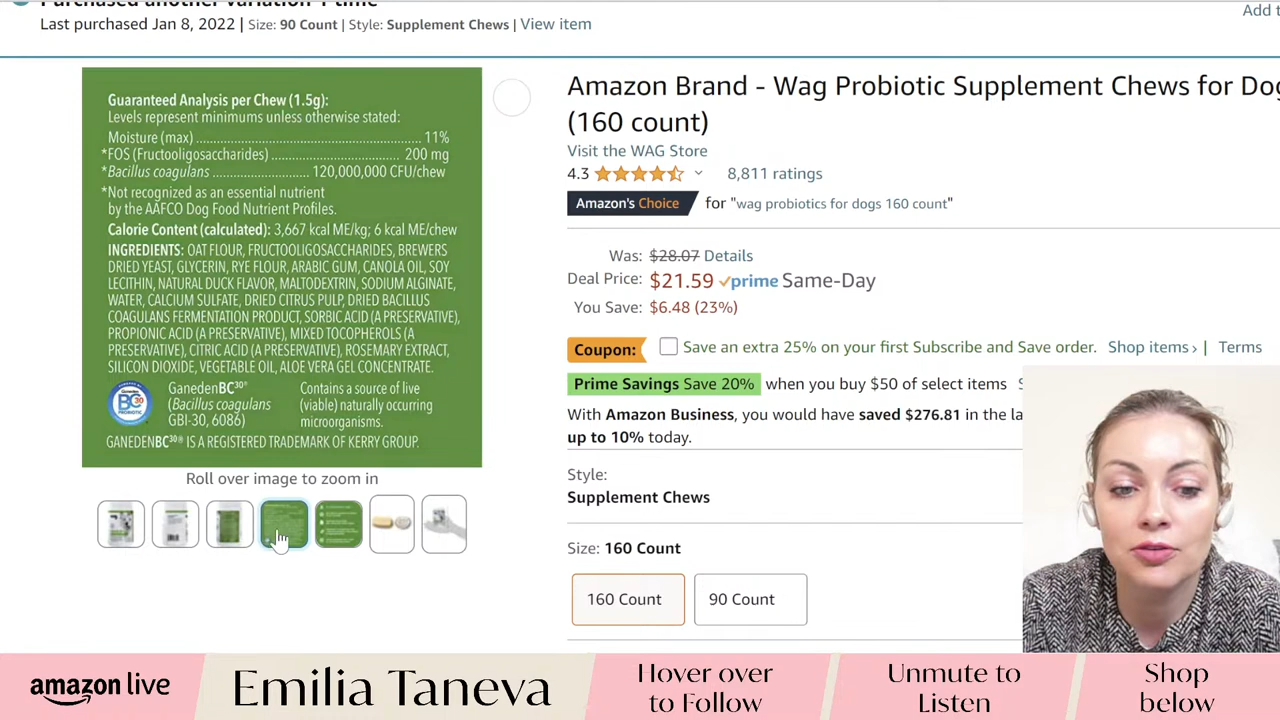 Last purchased Jan 8, 2022 | Size: 90 Count | Style: Supplement Chews | View item
Add t
Guaranteed Analysis per Chew (1.5g):
Levels represent minimums unless otherwise stated:
Moisture (max) ................................................... 11%
*FOS (Fructooligosaccharides) ............................. 200 mg
*Bacillus coagulans ...................... 120,000,000 CFU/chew
*Not recognized as an essential nutrient
by the AAFCO Dog Food Nutrient Profiles.
Calorie Content (calculated): 3,667 kcal ME/kg; 6 kcal ME/chew
INGREDIENTS: OAT FLOUR, FRUCTOOLIGOSACCHARIDES, BREWERS
DRIED YEAST, GLYCERIN, RYE FLOUR, ARABIC GUM, CANOLA OIL, SOY
LECITHIN, NATURAL DUCK FLAVOR, MALTODEXTRIN, SODIUM ALGINATE,
WATER, CALCIUM SULFATE, DRIED CITRUS PULP, DRIED BACILLUS
COAGULANS FERMENTATION PRODUCT, SORBIC ACID (A PRESERVATIVE),
PROPIONIC ACID (A PRESERVATIVE), MIXED TOCOPHEROLS (A
PRESERVATIVE), CITRIC ACID (A PRESERVATIVE), ROSEMARY EXTRACT,
SILICON DIOXIDE, VEGETABLE OIL, ALOE VERA GEL CONCENTRATE.
BC30
PROBIOTIC
GanedenBC³⁰®
(Bacillus coagulans
GBI-30, 6086)
Contains a source of live
(viable) naturally occurring
microorganisms.
GANEDENBC³⁰® IS A REGISTERED TRADEMARK OF KERRY GROUP.
Roll over image to zoom in
Amazon Brand - Wag Probiotic Supplement Chews for Dog
(160 count)
Visit the WAG Store
4.3 8,811 ratings
Amazon's Choice for "wag probiotics for dogs 160 count"
Was: $28.07 Details
Deal Price: $21.59 prime Same-Day
You Save: $6.48 (23%)
Coupon: Save an extra 25% on your first Subscribe and Save order. Shop items › | Terms
Prime Savings Save 20% when you buy $50 of select items S
With Amazon Business, you would have saved $276.81 in the la
up to 10% today.
Style:
Supplement Chews
Size: 160 Count
160 Count
90 Count
amazon live
Emilia Taneva
Hover over
to Follow
Unmute to
Listen
Shop
below